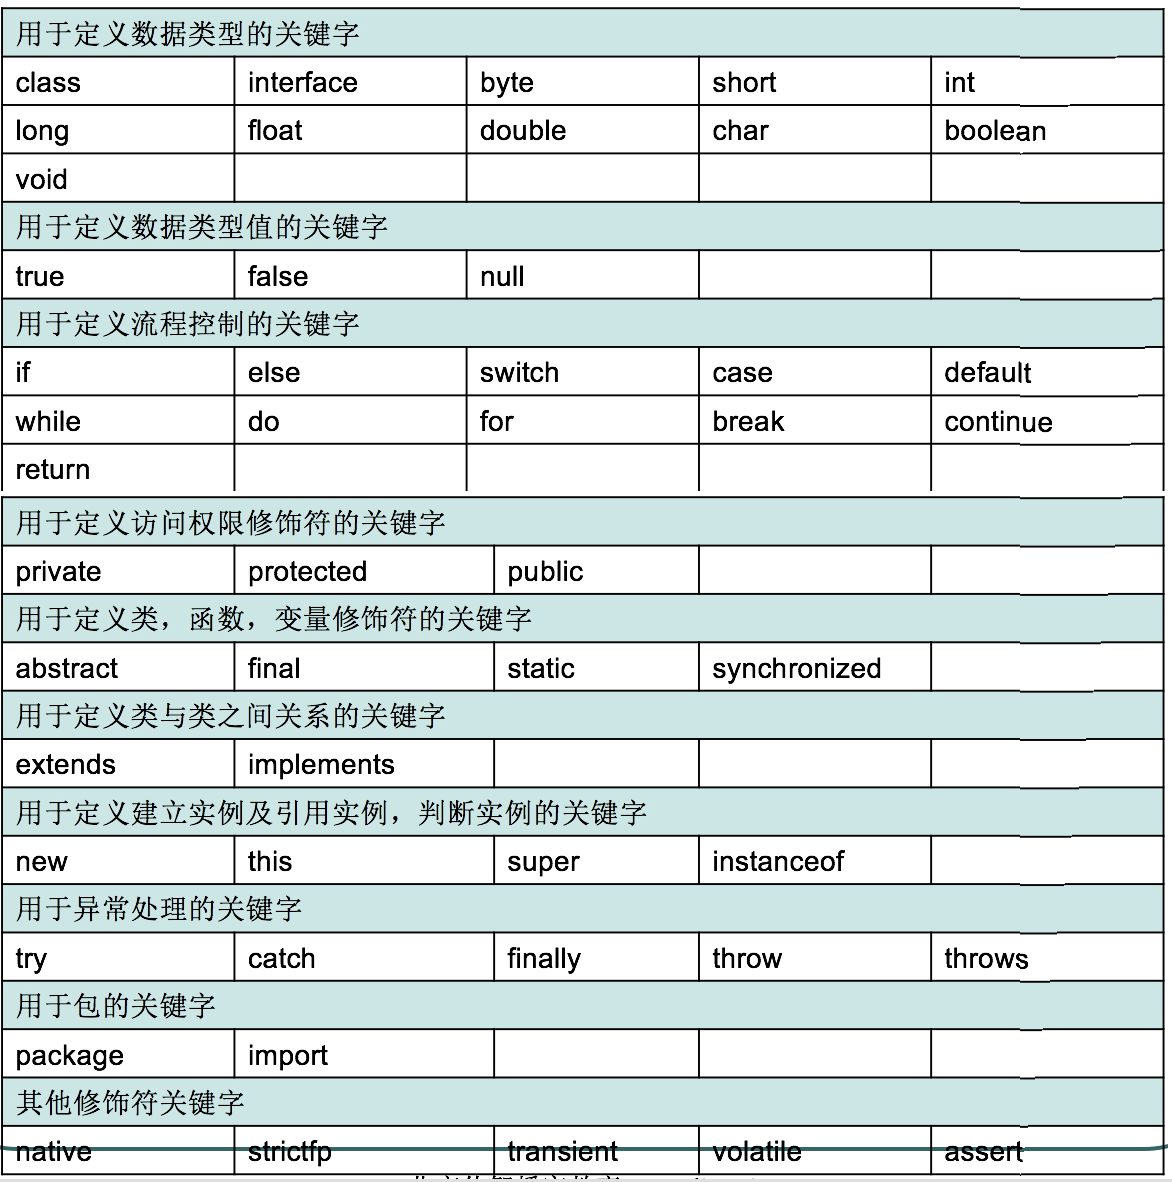 用于定义数据类型的关键字
class interface byte short int
long float double char boolean
void
用于定义数据类型值的关键字
true false null
用于定义流程控制的关键字
if else switch case default
while do for break continue
return
用于定义访问权限修饰符的关键字
private protected public
用于定义类，函数，变量修饰符的关键字
abstract final static synchronized
用于定义类与类之间关系的关键字
extends implements
用于定义建立实例及引用实例，判断实例的关键字
new this super instanceof
用于异常处理的关键字
try catch finally throw throws
用于包的关键字
package import
其他修饰符关键字
native strictfp transient volatile assert